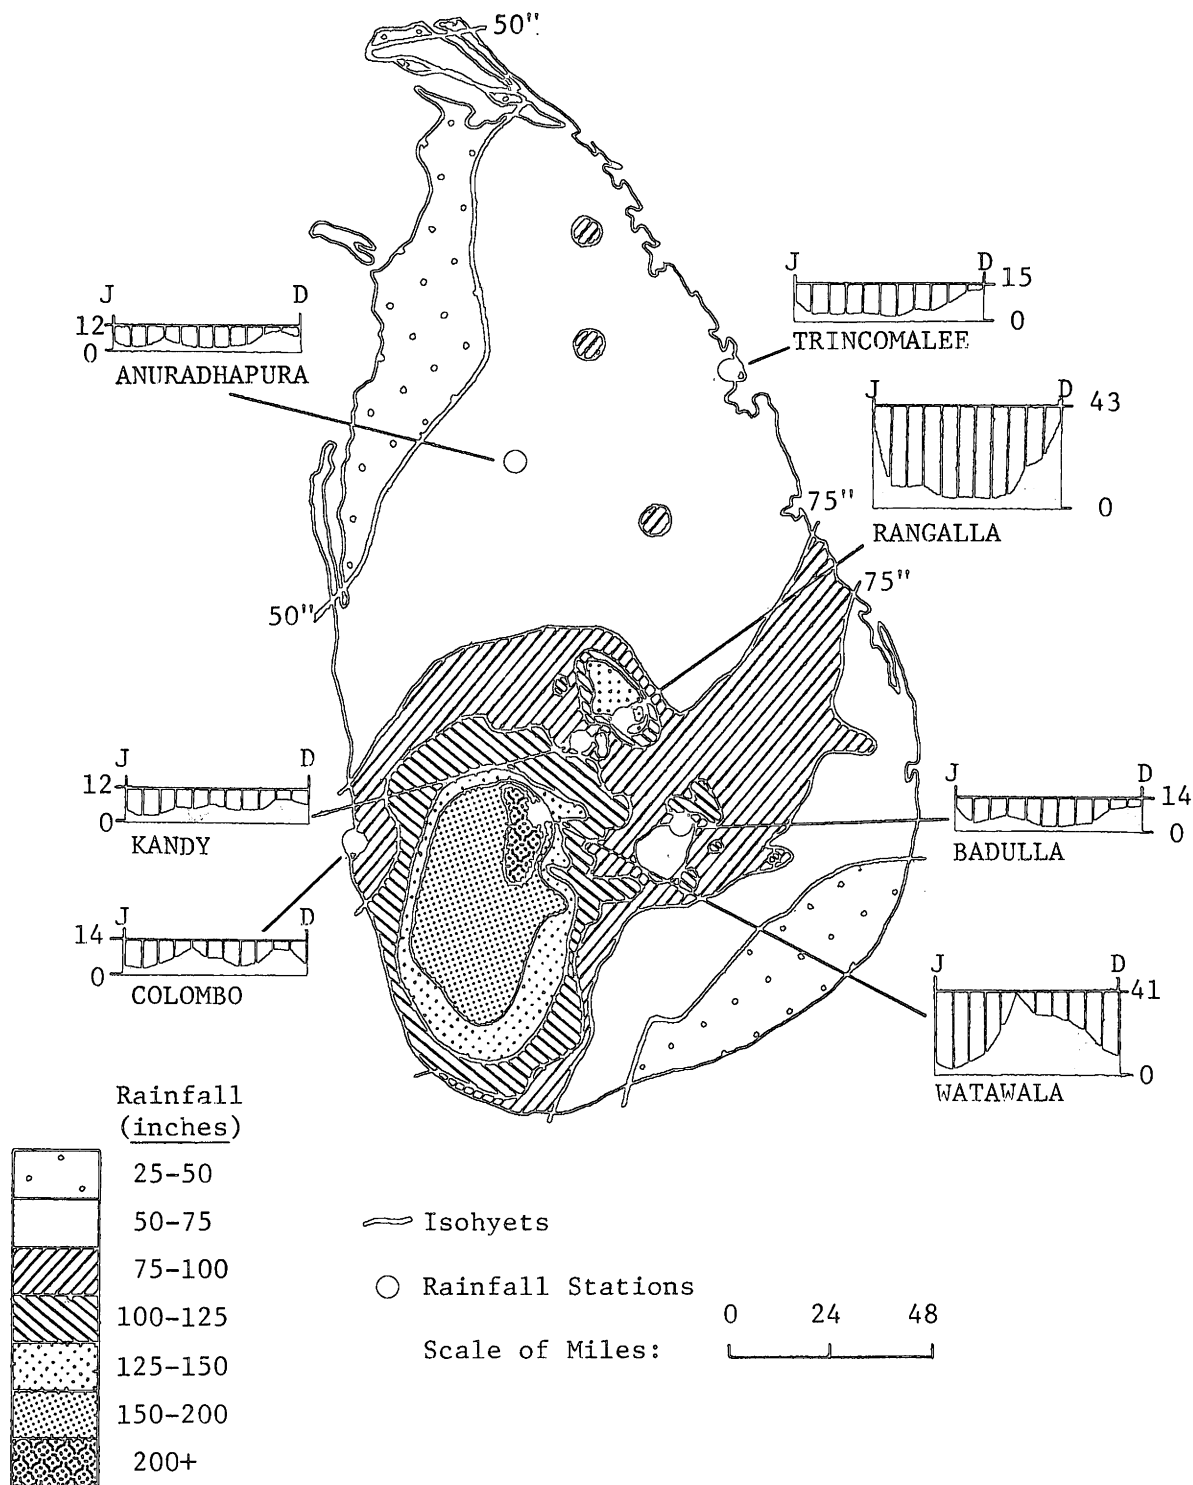 50"
J D
15
0
TRINCOMALEE
J D
12
0
ANURADHAPURA
J D
43
0
RANGALLA
75"
75"
50"
J D
12
0
KANDY
J D
14
0
BADULLA
J D
14
0
COLOMBO
J D
41
0
WATAWALA
Rainfall
(inches)
25-50
50-75
75-100
100-125
125-150
150-200
200+
Isohyets
Rainfall Stations
0 24 48
Scale of Miles: